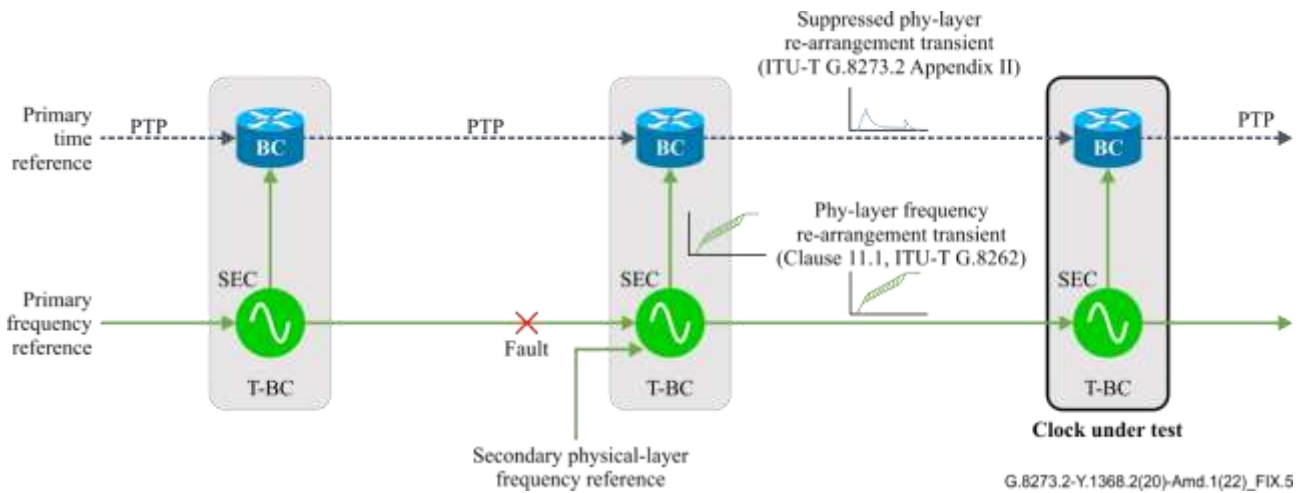 Suppressed phy-layer
re-arrangement transient
(ITU-T G.8273.2 Appendix II)
Primary
time
reference
PTP
PTP
PTP
BC
BC
BC
Phy-layer frequency
re-arrangement transient
(Clause 11.1, ITU-T G.8262)
SEC
SEC
SEC
Primary
frequency
reference
Fault
T-BC
T-BC
T-BC
Clock under test
Secondary physical-layer
frequency reference
G.8273.2-Y.1368.2(20)-Amd.1(22)_FIX.5